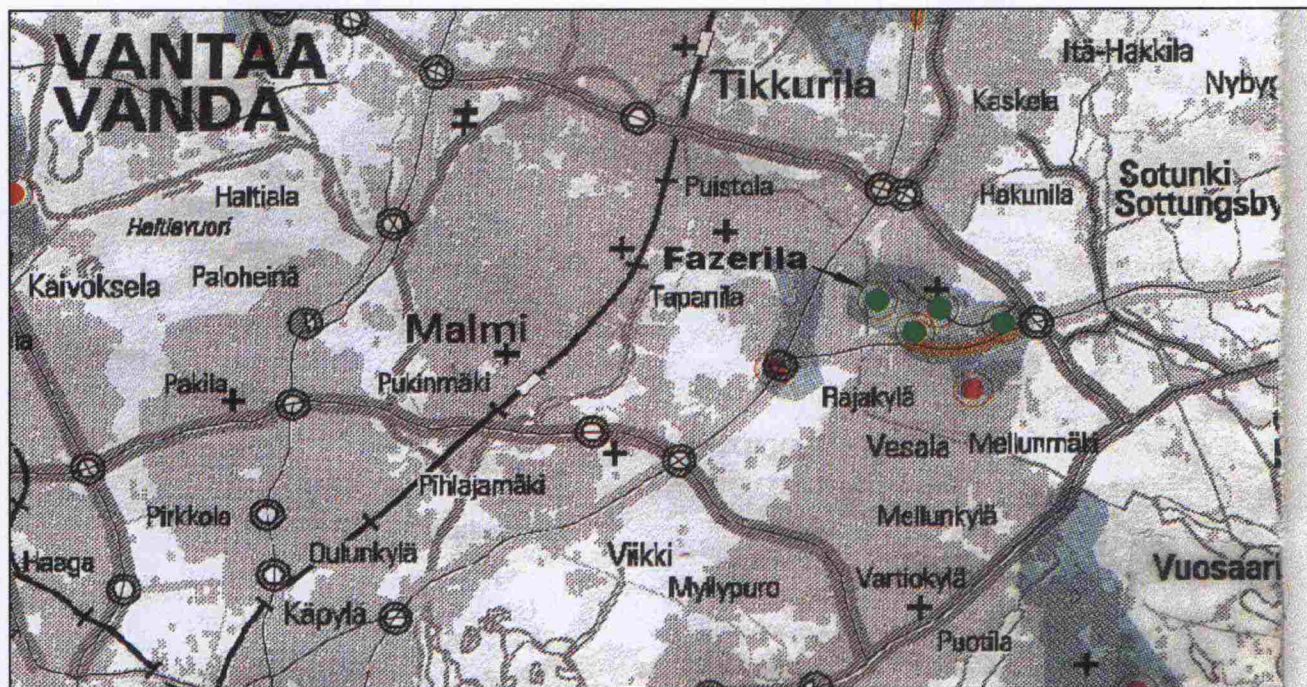 VANTAA
VANDA
Tikkurila
Itä-Hakkila
Kaskela
Puistola
Hakunila
Sotunki
Sottungsby
Haltiala
Haltiavuori
Fazerila
Kaivoksela
Paloheinä
Tapanila
Malmi
Pakila
Pukinmäki
Rajakylä
Vesala
Mellunmäki
Pihlajamäki
Pirkkola
Mellunkylä
Haaga
Oulunkylä
Viikki
Vartiokylä
Vuosaari
Käpylä
Myllypuro
Puotila